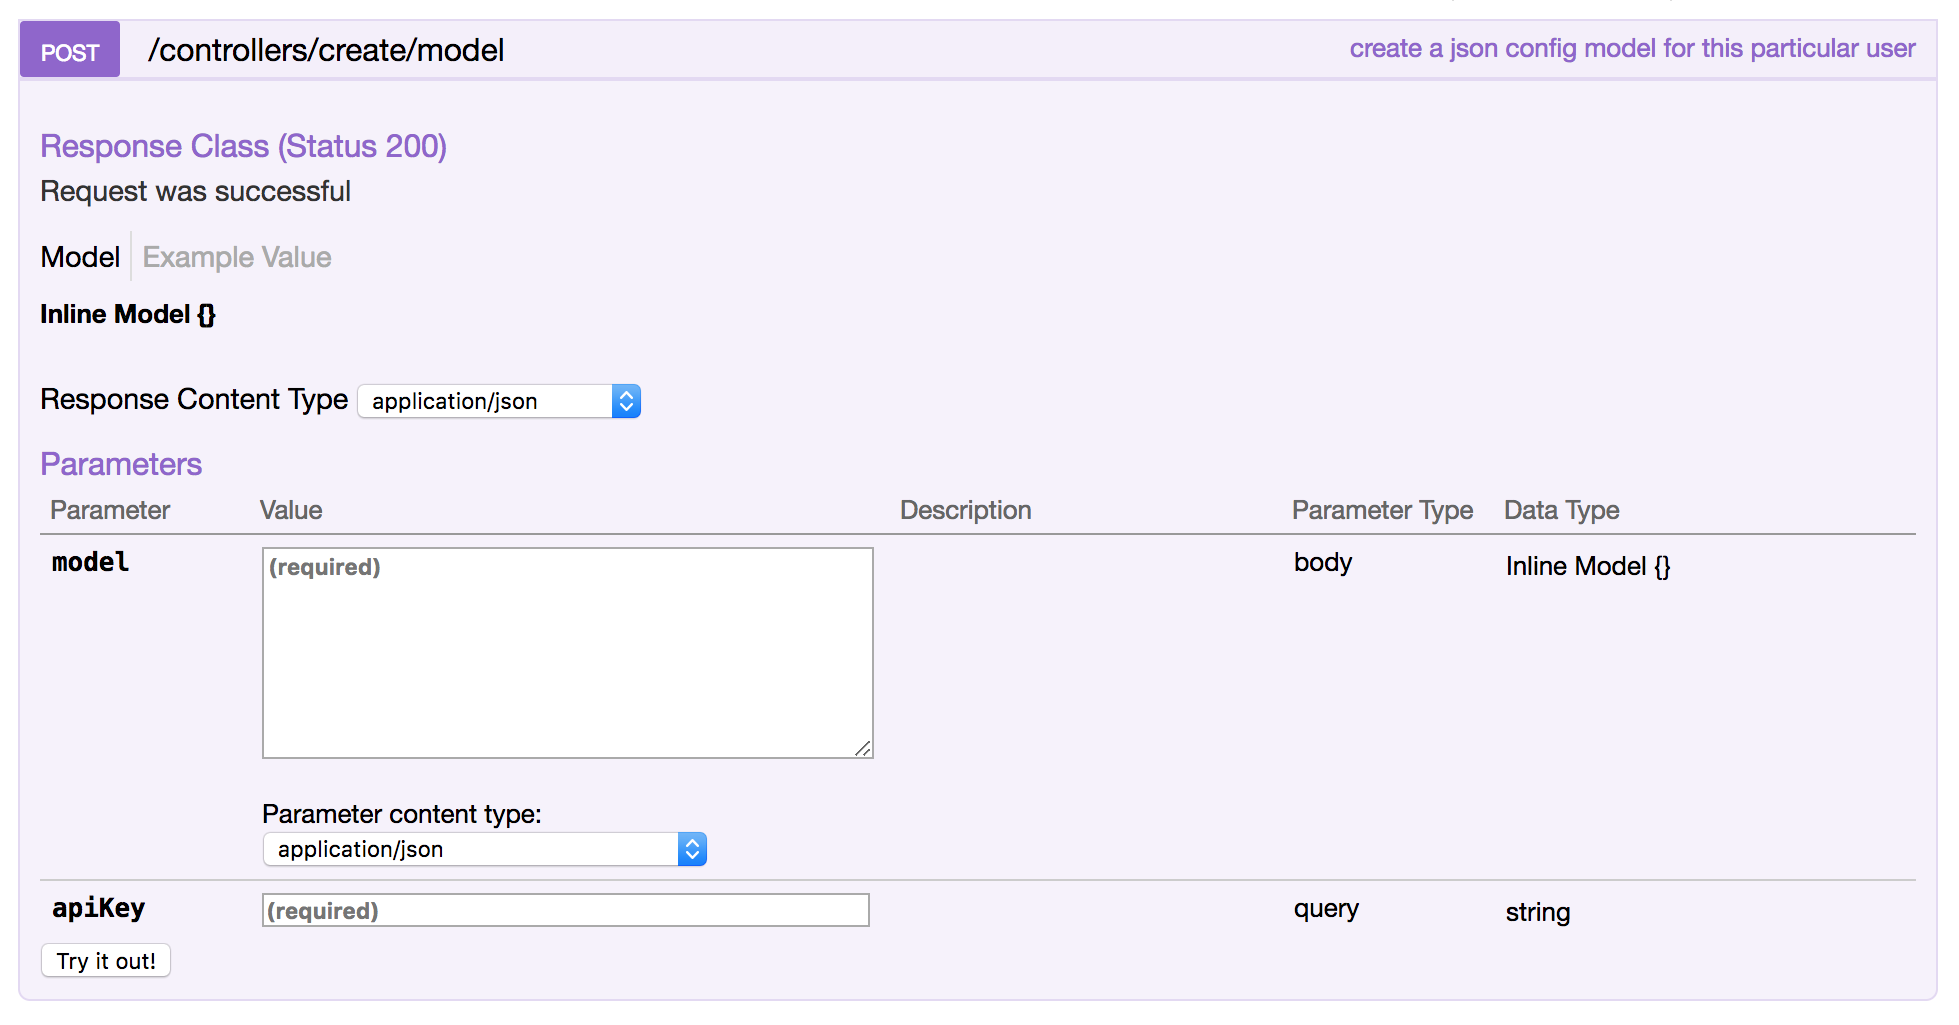 POST /controllers/create/model create a json config model for this particular user
Response Class (Status 200)
Request was successful
Model Example Value
Inline Model {}
Response Content Type application/json
Parameters
Parameter Value Description Parameter Type Data Type
model (required) body Inline Model {}
Parameter content type:
application/json
apiKey (required) query string
Try it out!